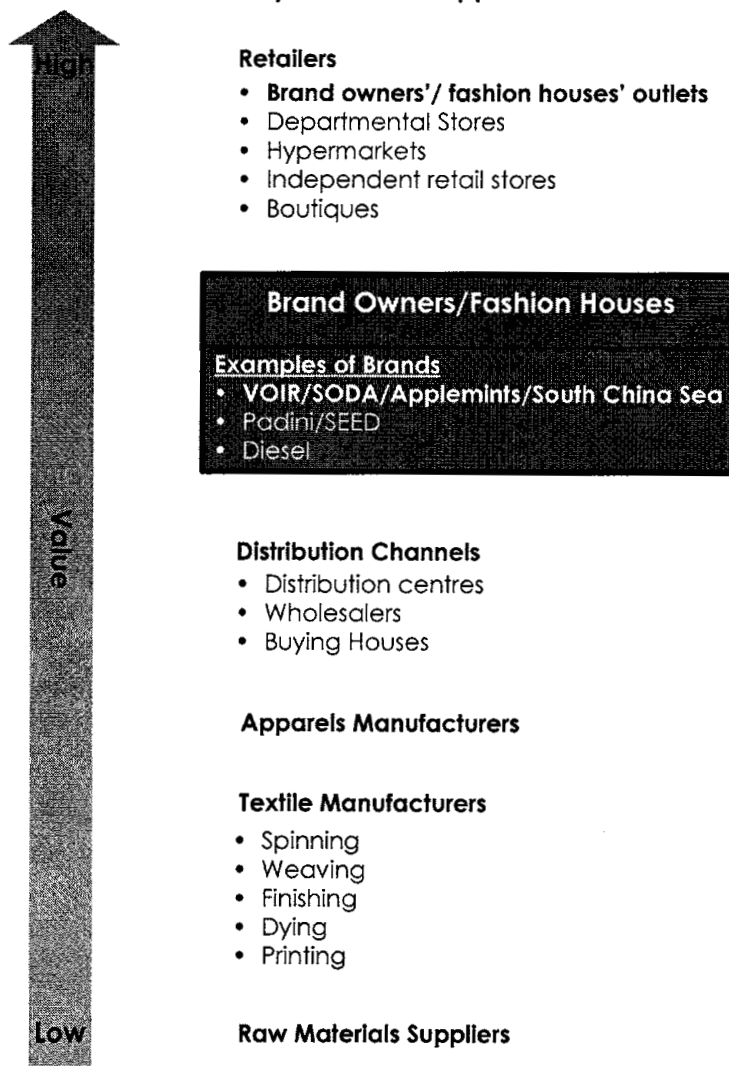 High
Retailers
• Brand owners'/ fashion houses' outlets
• Departmental Stores
• Hypermarkets
• Independent retail stores
• Boutiques
Brand Owners/Fashion Houses
Examples of Brands
• VOIR/SODA/Applemints/South China Sea
• Padini/SEED
• Diesel
Value
Distribution Channels
• Distribution centres
• Wholesalers
• Buying Houses
Apparels Manufacturers
Textile Manufacturers
• Spinning
• Weaving
• Finishing
• Dying
• Printing
Low
Raw Materials Suppliers